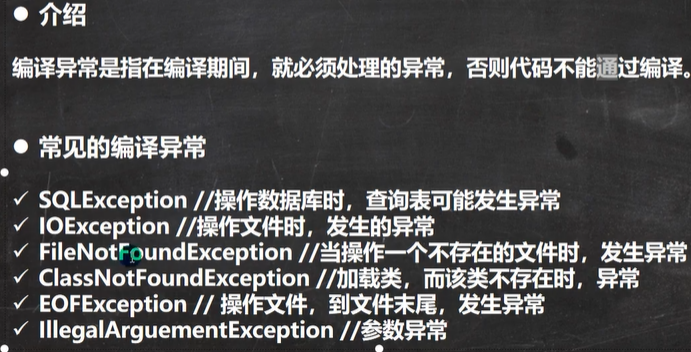 ● 介绍
编译异常是指在编译期间，就必须处理的异常，否则代码不能通过编译。
● 常见的编译异常
✓ SQLException //操作数据库时，查询表可能发生异常
✓ IOException //操作文件时，发生的异常
✓ FileNotFoundException //当操作一个不存在的文件时，发生异常
✓ ClassNotFoundException //加载类，而该类不存在时，异常
✓ EOFException // 操作文件，到文件末尾，发生异常
✓ IllegalArguementException //参数异常